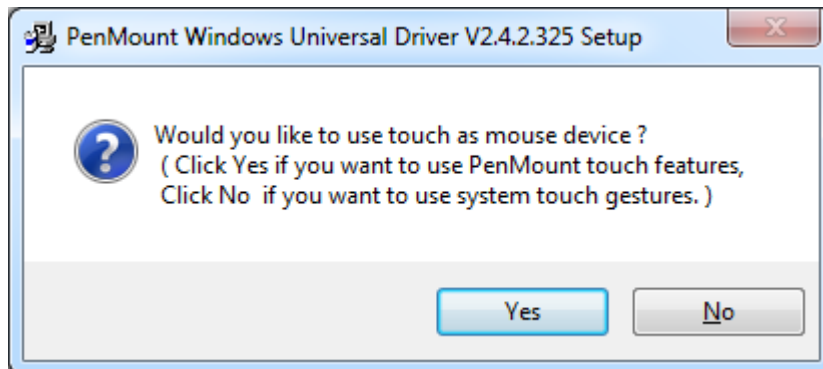 PenMount Windows Universal Driver V2.4.2.325 Setup
Would you like to use touch as mouse device ?
( Click Yes if you want to use PenMount touch features,
Click No  if you want to use system touch gestures. )
Yes
No